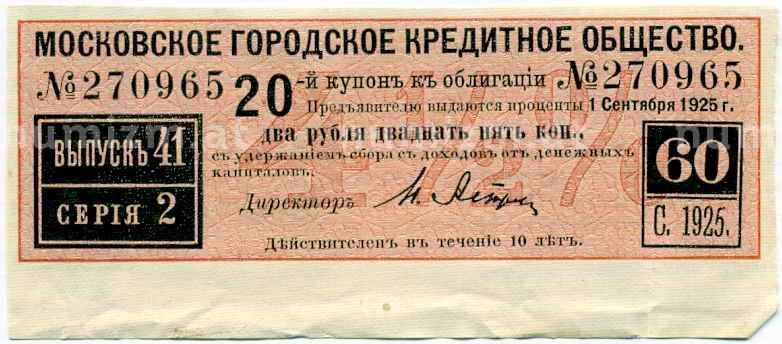 МОСКОВСКОЕ ГОРОДСКОЕ КРЕДИТНОЕ ОБЩЕСТВО.
№270965 20-й купонъ къ облигаціи №270965
Предъявителю выдаются проценты 1 Сентября 1925 г.
два рубля двадцать пять коп.,
съ удержаніемъ сбора съ доходовъ отъ денежныхъ
капиталовъ.
ВЫПУСКЪ 41
СЕРІЯ 2
60
С. 1925.
Директоръ
Дѣйствителенъ въ теченіе 10 лѣтъ.